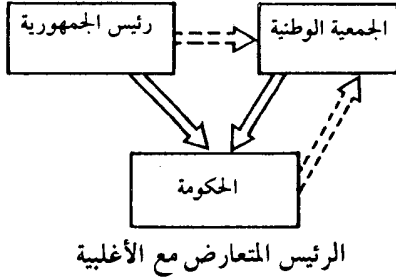 رئيس الجمهورية
الجمعية الوطنية
الحكومة
الرئيس المتعارض مع الأغلبية